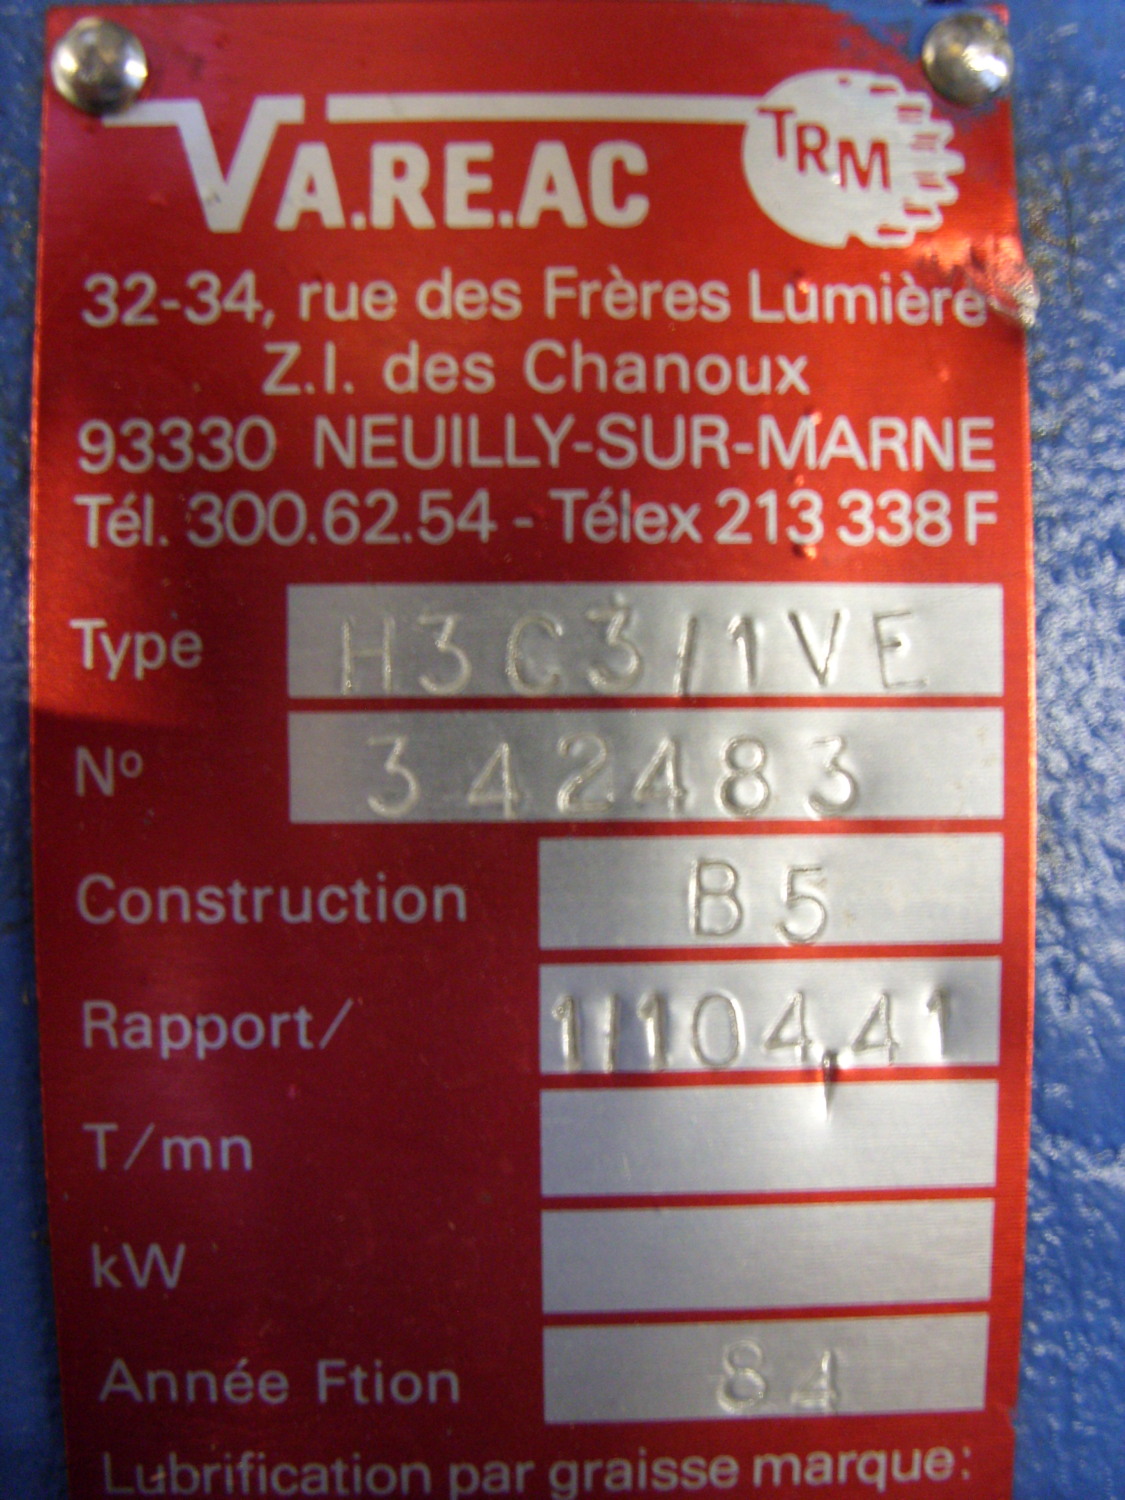 VA.RE.AC TRM
32-34, rue des Frères Lumière
Z.I. des Chanoux
93330 NEUILLY-SUR-MARNE
Tél. 300.62.54 - Télex 213 338 F
Type H3C3/1VE
No 342483
Construction B5
Rapport/ 1/104,41
T/mn
kW
Année Ftion 84
Lubrification par graisse marque: